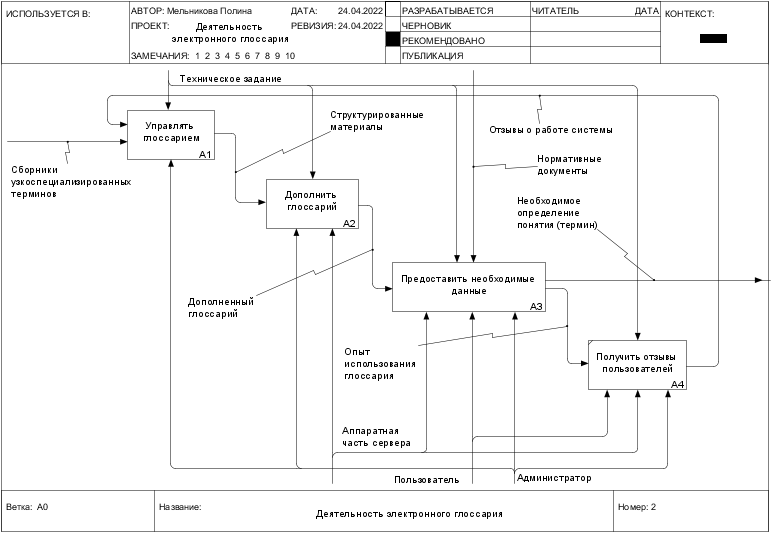 ИСПОЛЬЗУЕТСЯ В:
АВТОР: Мельникова Полина
ДАТА: 24.04.2022
ПРОЕКТ: Деятельность
электронного глоссария
РЕВИЗИЯ: 24.04.2022
ЗАМЕЧАНИЯ: 1 2 3 4 5 6 7 8 9 10
РАЗРАБАТЫВАЕТСЯ
ЧЕРНОВИК
РЕКОМЕНДОВАНО
ПУБЛИКАЦИЯ
ЧИТАТЕЛЬ
ДАТА
КОНТЕКСТ:
Техническое задание
Управлять
глоссарием
A1
Структурированные
материалы
Отзывы о работе системы
Сборники
узкоспециализированных
терминов
Нормативные
документы
Дополнить
глоссарий
A2
Необходимое
определение
понятия (термин)
Предоставить необходимые
данные
A3
Дополненный
глоссарий
Опыт
использования
глоссария
Получить отзывы
пользователей
A4
Аппаратная
часть сервера
Пользователь
Администратор
Ветка: A0
Название:
Деятельность электронного глоссария
Номер: 2